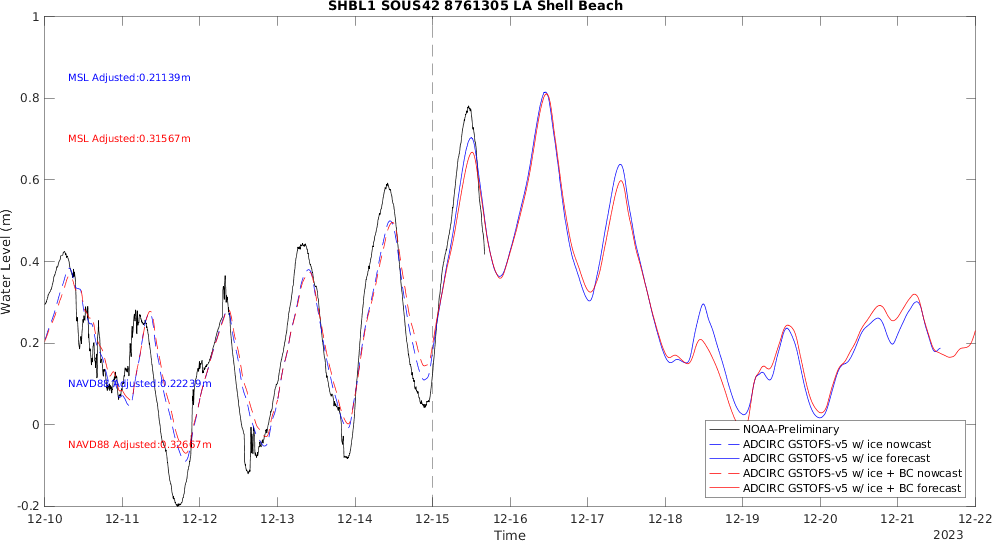 SHBL1 SOUS42 8761305 LA Shell Beach
1
0.8
0.6
0.4
0.2
0
-0.2
Water Level (m)
MSL Adjusted:0.21139m
MSL Adjusted:0.31567m
NAVD88 Adjusted:0.22239m
NAVD88 Adjusted:0.32667m
NOAA-Preliminary
ADCIRC GSTOFS-v5 w/ ice nowcast
ADCIRC GSTOFS-v5 w/ ice forecast
ADCIRC GSTOFS-v5 w/ ice + BC nowcast
ADCIRC GSTOFS-v5 w/ ice + BC forecast
12-10 12-11 12-12 12-13 12-14 12-15 12-16 12-17 12-18 12-19 12-20 12-21 12-22
Time
2023